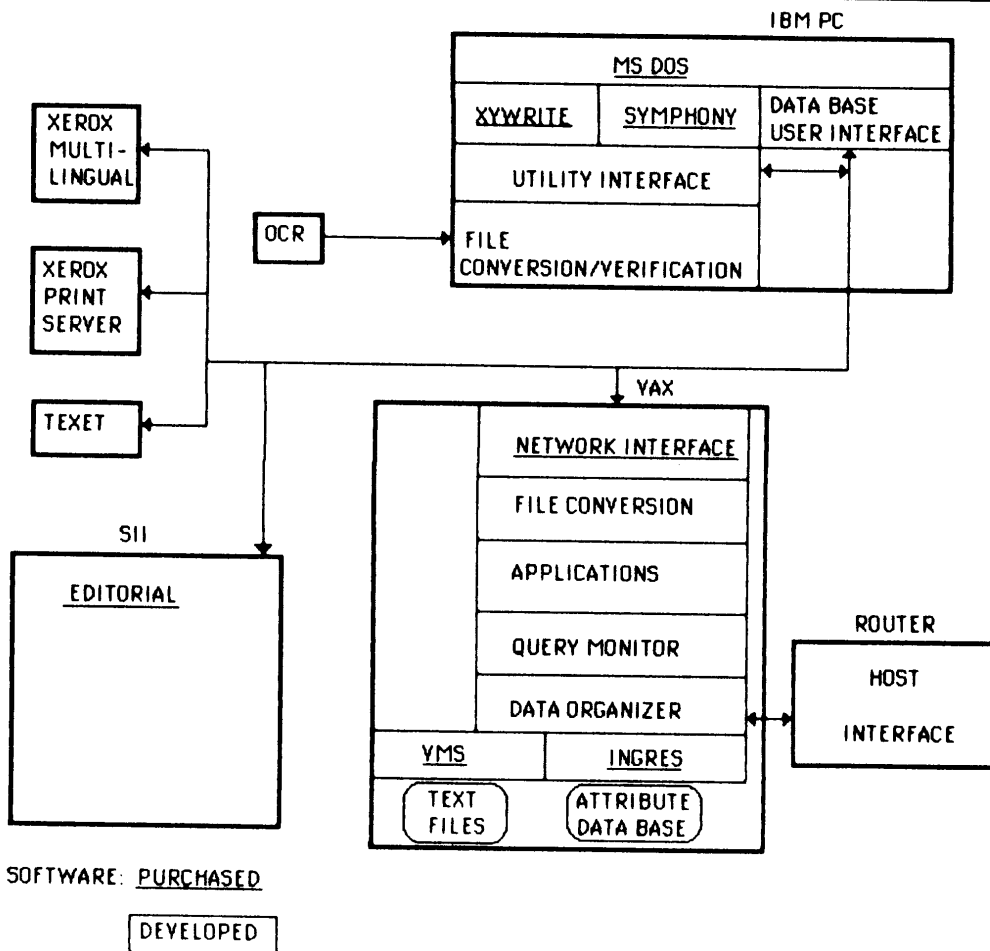 IBM PC
MS DOS
XYWRITE
SYMPHONY
DATA BASE
USER INTERFACE
UTILITY INTERFACE
FILE
CONVERSION/VERIFICATION
XEROX
MULTI-
LINGUAL
OCR
XEROX
PRINT
SERVER
TEXET
VAX
NETWORK INTERFACE
FILE CONVERSION
APPLICATIONS
QUERY MONITOR
DATA ORGANIZER
VMS
INGRES
TEXT
FILES
ATTRIBUTE
DATA BASE
SII
EDITORIAL
ROUTER
HOST
INTERFACE
SOFTWARE: PURCHASED
DEVELOPED